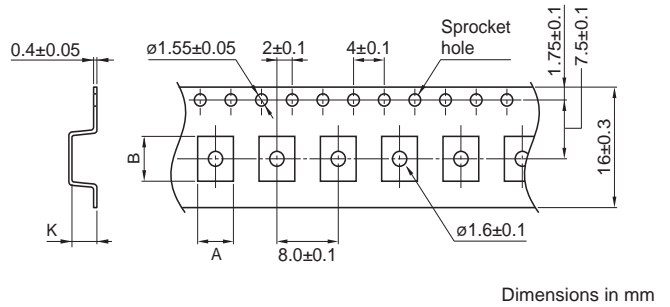 0.4±0.05
ø1.55±0.05
2±0.1
4±0.1
Sprocket
hole
1.75±0.1
7.5±0.1
B
16±0.3
K
A
8.0±0.1
ø1.6±0.1
Dimensions in mm